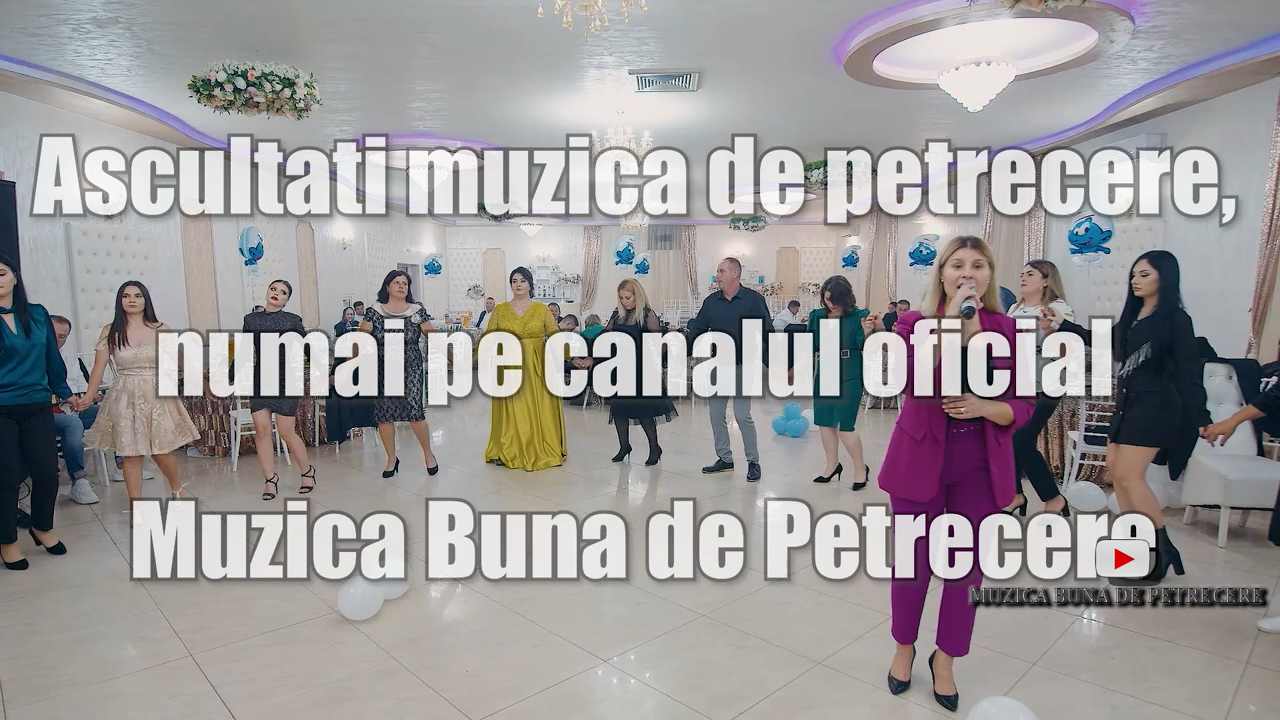 Ascultati muzica de petrecere,
numai pe canalul oficial
Muzica Buna de Petrecere
MUZICA BUNA DE PETRECERE